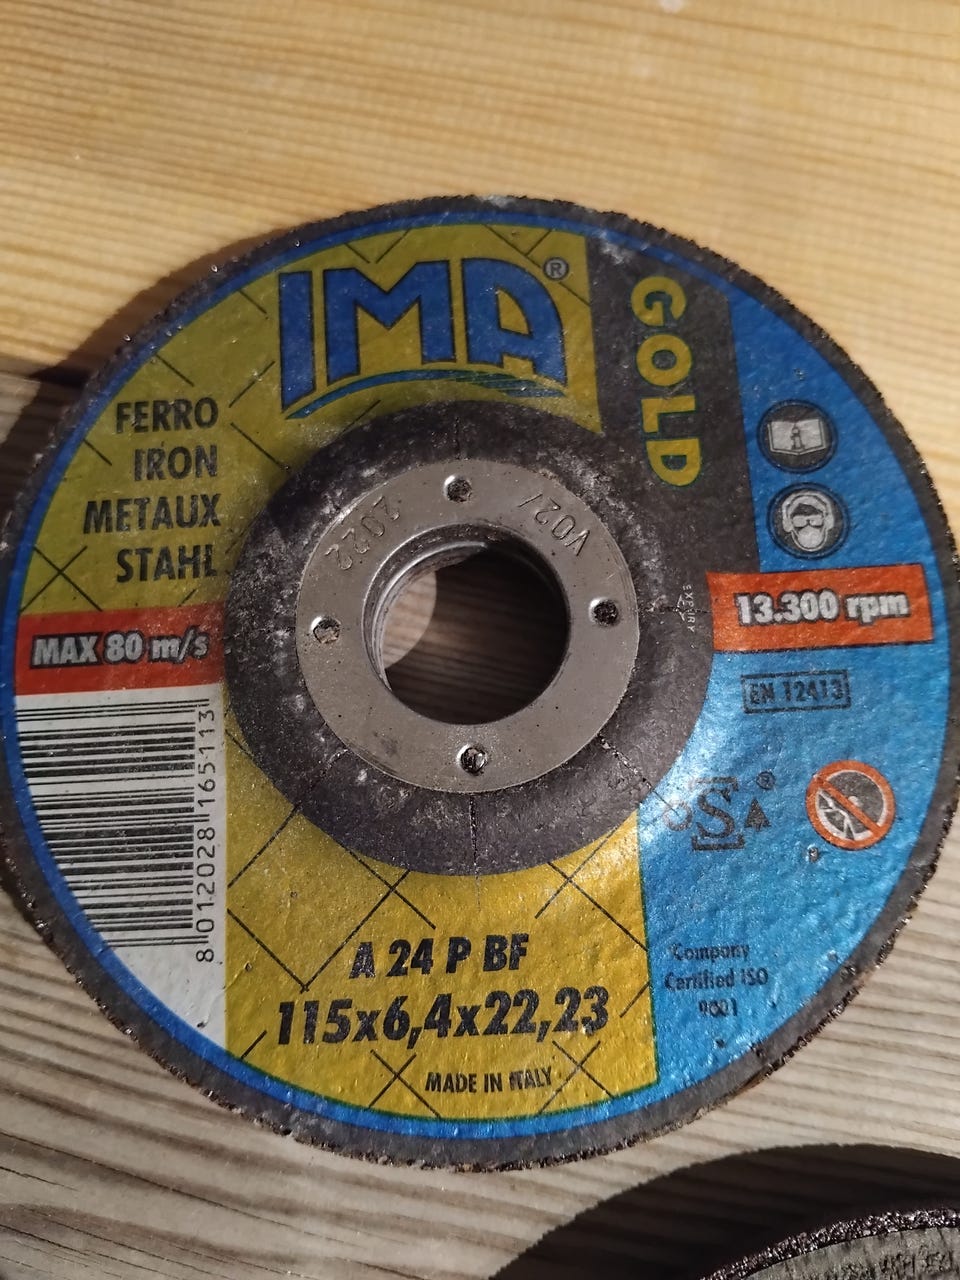 IMA®
GOLD
FERRO
IRON
METAUX
STAHL
V02/
2022
EXPIRY
MAX 80 m/s
13.300 rpm
EN 12413
8 012028 165113
oSa®
A 24 P BF
115x6,4x22,23
MADE IN ITALY
Company
Certified ISO
9001